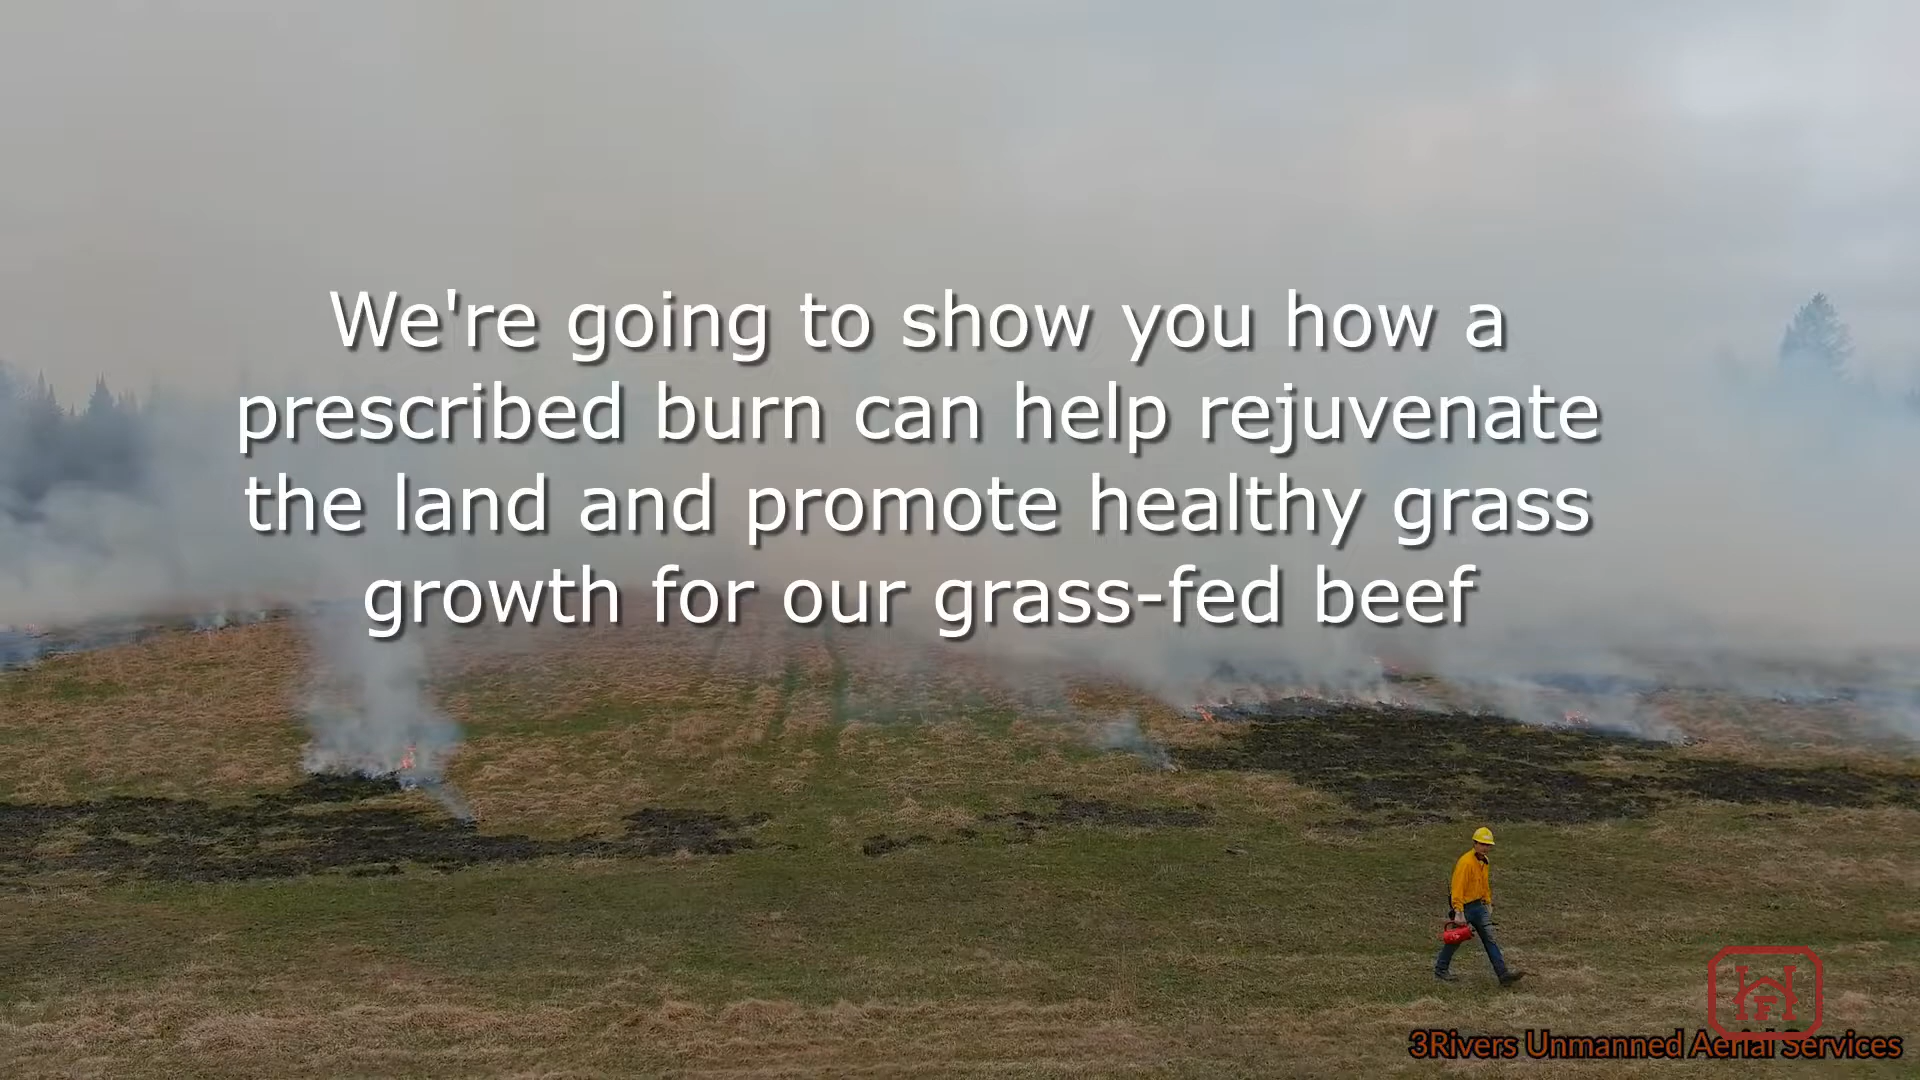 We're going to show you how a
prescribed burn can help rejuvenate
the land and promote healthy grass
growth for our grass-fed beef
3Rivers Unmanned Aerial Services